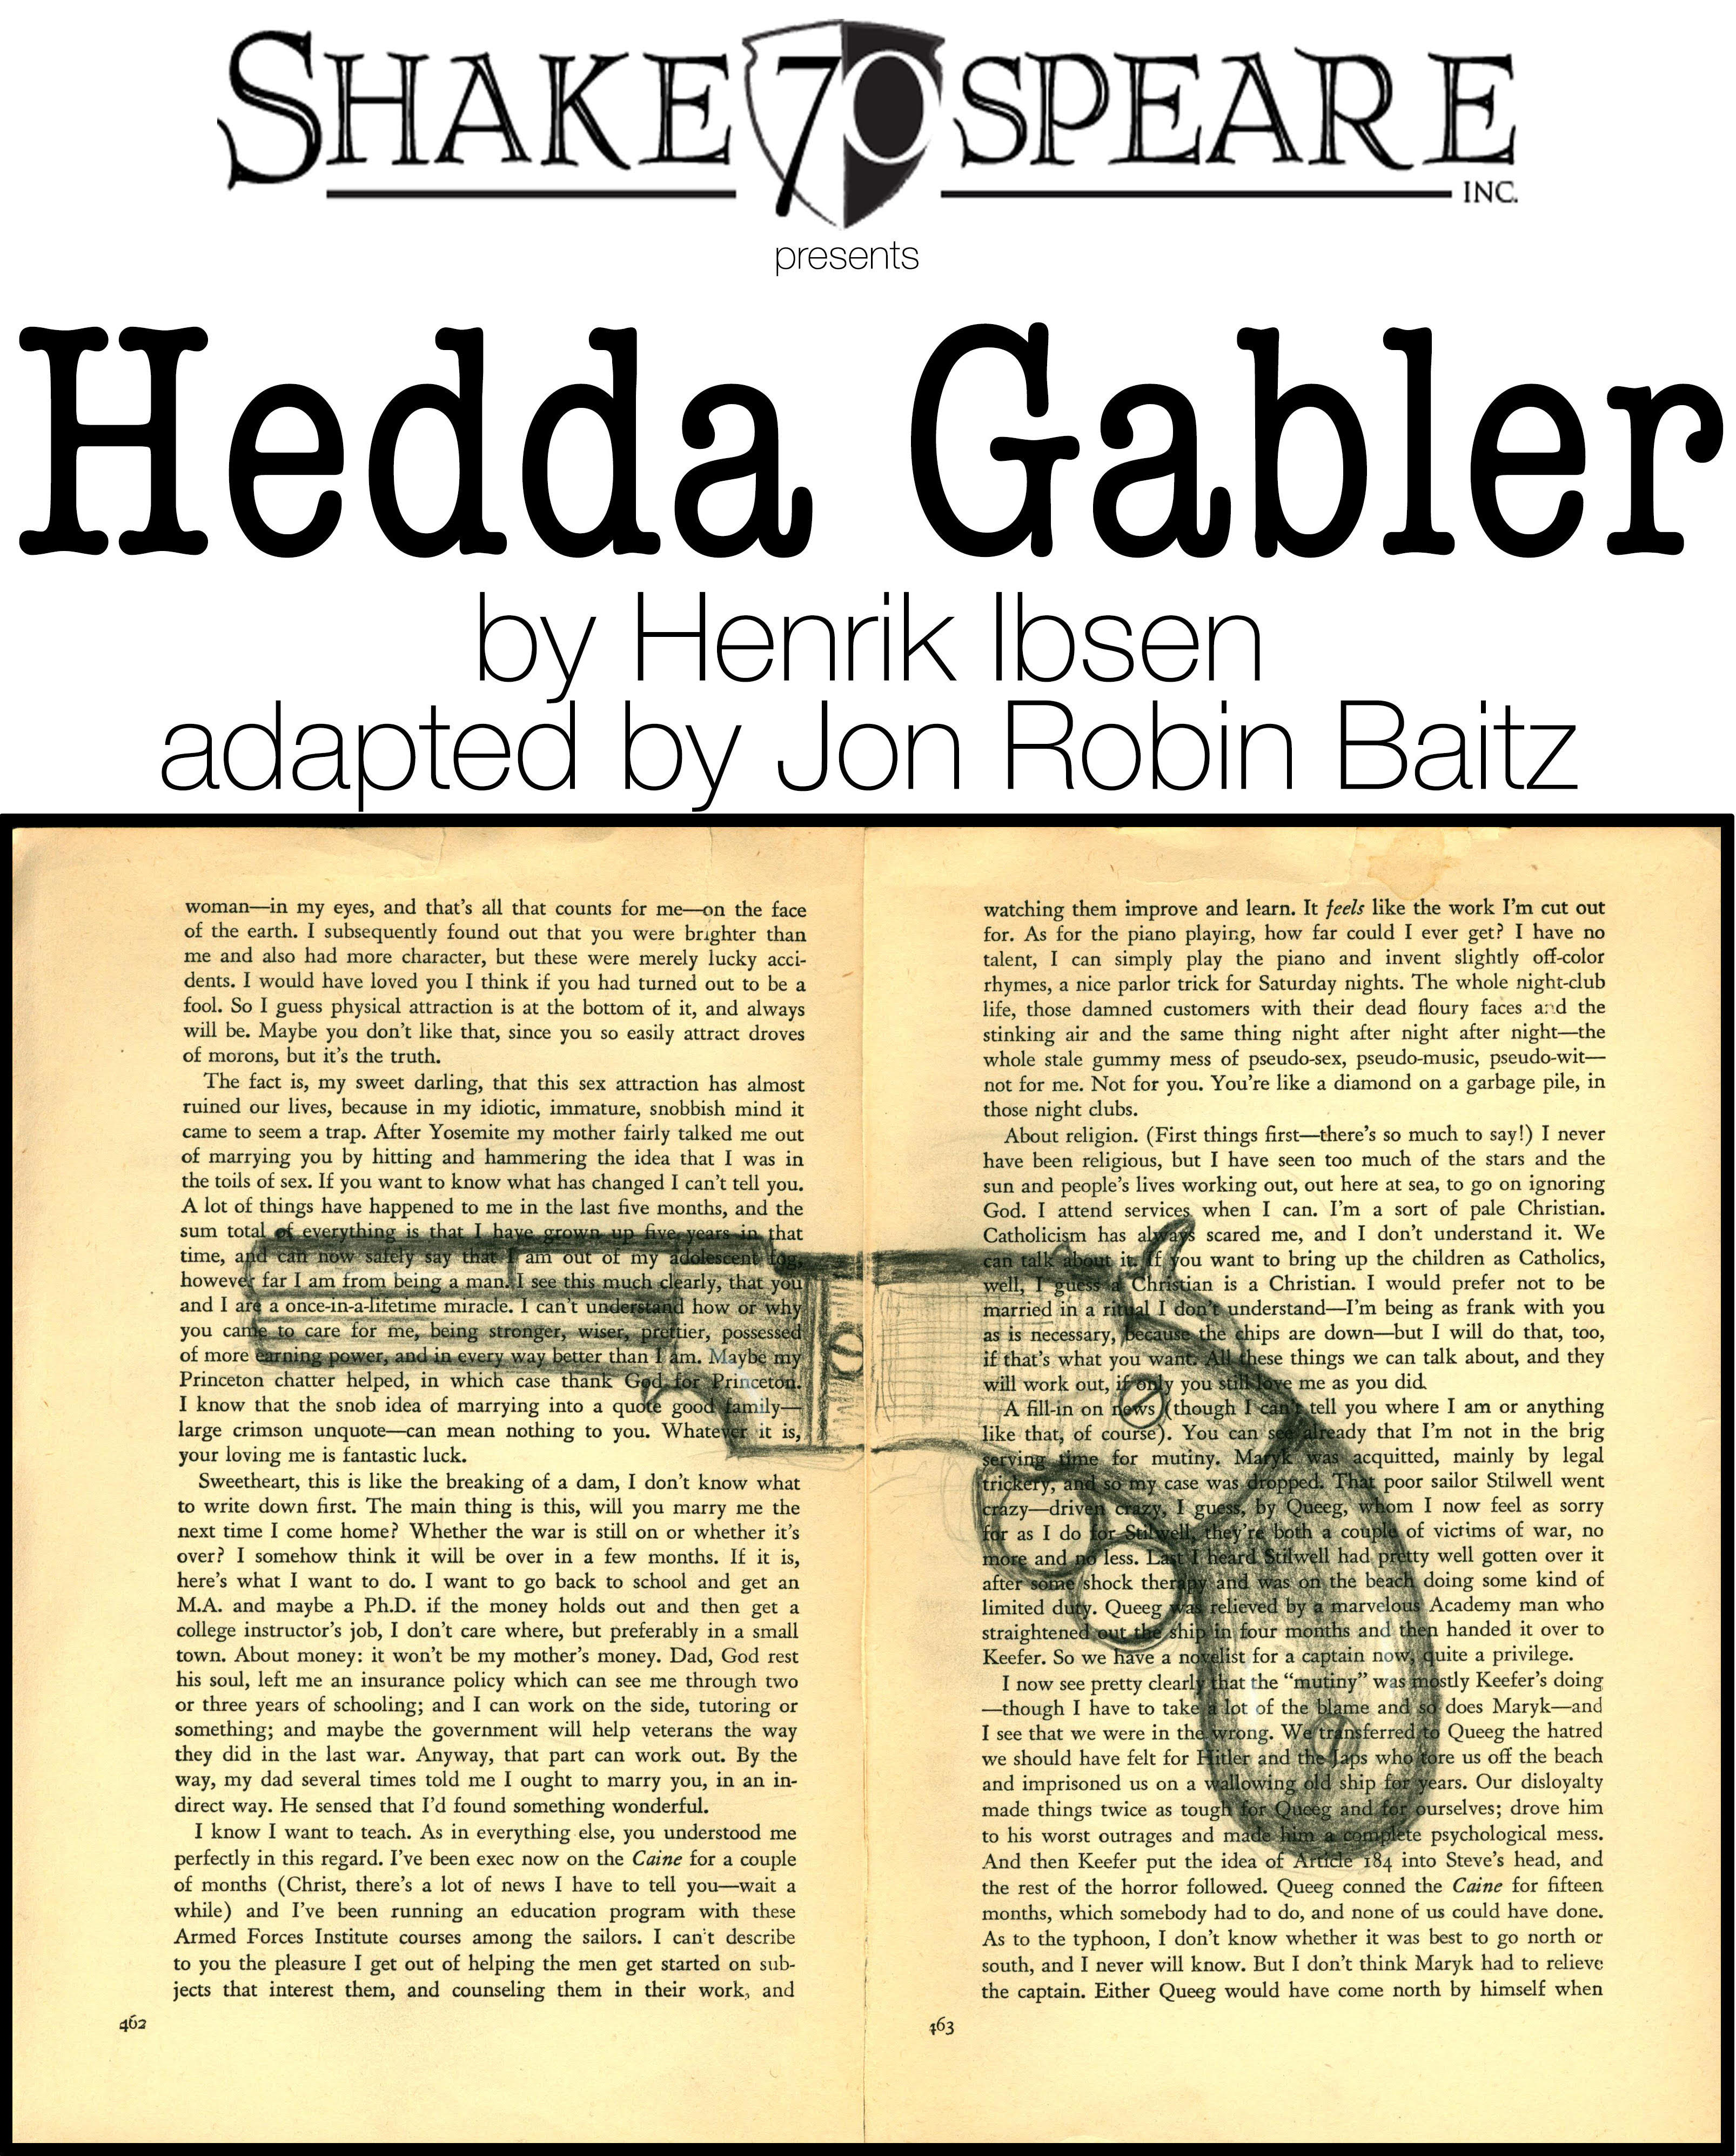 SHAKE 70 SPEARE
INC.
presents
Hedda Gabler
by Henrik Ibsen
adapted by Jon Robin Baitz
woman—in my eyes, and that's all that counts for me—on the face
of the earth. I subsequently found out that you were brighter than
me and also had more character, but these were merely lucky acci-
dents. I would have loved you I think if you had turned out to be a
fool. So I guess physical attraction is at the bottom of it, and always
will be. Maybe you don't like that, since you so easily attract droves
of morons, but it's the truth.
The fact is, my sweet darling, that this sex attraction has almost
ruined our lives, because in my idiotic, immature, snobbish mind it
came to seem a trap. After Yosemite my mother fairly talked me out
of marrying you by hitting and hammering the idea that I was in
the toils of sex. If you want to know what has changed I can't tell you.
A lot of things have happened to me in the last five months, and the
sum total of everything is that I have grown up five years in that
time, and can now safely say that I am out of my adolescent fog,
however far I am from being a man. I see this much clearly, that you
and I are a once-in-a-lifetime miracle. I can't understand how or why
you came to care for me, being stronger, wiser, prettier, possessed
of more earning power, and in every way better than I am. Maybe my
Princeton chatter helped, in which case thank God for Princeton.
I know that the snob idea of marrying into a quote good family—
large crimson unquote—can mean nothing to you. Whatever it is,
your loving me is fantastic luck.
Sweetheart, this is like the breaking of a dam, I don't know what
to write down first. The main thing is this, will you marry me the
next time I come home? Whether the war is still on or whether it's
over? I somehow think it will be over in a few months. If it is,
here's what I want to do. I want to go back to school and get an
M.A. and maybe a Ph.D. if the money holds out and then get a
college instructor's job, I don't care where, but preferably in a small
town. About money: it won't be my mother's money. Dad, God rest
his soul, left me an insurance policy which can see me through two
or three years of schooling; and I can work on the side, tutoring or
something; and maybe the government will help veterans the way
they did in the last war. Anyway, that part can work out. By the
way, my dad several times told me I ought to marry you, in an in-
direct way. He sensed that I'd found something wonderful.
I know I want to teach. As in everything else, you understood me
perfectly in this regard. I've been exec now on the Caine for a couple
of months (Christ, there's a lot of news I have to tell you—wait a
while) and I've been running an education program with these
Armed Forces Institute courses among the sailors. I can't describe
to you the pleasure I get out of helping the men get started on sub-
jects that interest them, and counseling them in their work, and
462
watching them improve and learn. It feels like the work I'm cut out
for. As for the piano playing, how far could I ever get? I have no
talent, I can simply play the piano and invent slightly off-color
rhymes, a nice parlor trick for Saturday nights. The whole night-club
life, those damned customers with their dead floury faces and the
stinking air and the same thing night after night after night—the
whole stale gummy mess of pseudo-sex, pseudo-music, pseudo-wit—
not for me. Not for you. You're like a diamond on a garbage pile, in
those night clubs.
About religion. (First things first—there's so much to say!) I never
have been religious, but I have seen too much of the stars and the
sun and people's lives working out, out here at sea, to go on ignoring
God. I attend services when I can. I'm a sort of pale Christian.
Catholicism has always scared me, and I don't understand it. We
can talk about it. If you want to bring up the children as Catholics,
well, I guess a Christian is a Christian. I would prefer not to be
married in a ritual I don't understand—I'm being as frank with you
as is necessary, because the chips are down—but I will do that, too,
if that's what you want. All these things we can talk about, and they
will work out, if only you still love me as you did.
A fill-in on news (though I can't tell you where I am or anything
like that, of course). You can see already that I'm not in the brig
serving time for mutiny. Maryk was acquitted, mainly by legal
trickery, and so my case was dropped. That poor sailor Stilwell went
crazy—driven crazy, I guess, by Queeg, whom I now feel as sorry
for as I do for Stilwell, they're both a couple of victims of war, no
more and no less. Last I heard Stilwell had pretty well gotten over it
after some shock therapy and was on the beach doing some kind of
limited duty. Queeg was relieved by a marvelous Academy man who
straightened out the ship in four months and then handed it over to
Keefer. So we have a novelist for a captain now, quite a privilege.
I now see pretty clearly that the "mutiny" was mostly Keefer's doing
—though I have to take a lot of the blame and so does Maryk—and
I see that we were in the wrong. We transferred to Queeg the hatred
we should have felt for Hitler and the Japs who tore us off the beach
and imprisoned us on a wallowing old ship for years. Our disloyalty
made things twice as tough for Queeg and for ourselves; drove him
to his worst outrages and made him a complete psychological mess.
And then Keefer put the idea of Article 184 into Steve's head, and
the rest of the horror followed. Queeg conned the Caine for fifteen
months, which somebody had to do, and none of us could have done.
As to the typhoon, I don't know whether it was best to go north or
south, and I never will know. But I don't think Maryk had to relieve
the captain. Either Queeg would have come north by himself when
463